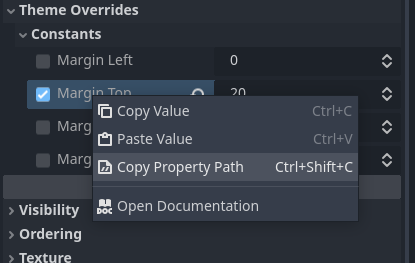 Theme Overrides
Constants
Margin Left 0
Margin Top 20
Marg
Marg
Copy Value Ctrl+C
Paste Value Ctrl+V
Copy Property Path Ctrl+Shift+C
Open Documentation
Visibility
Ordering
Texture